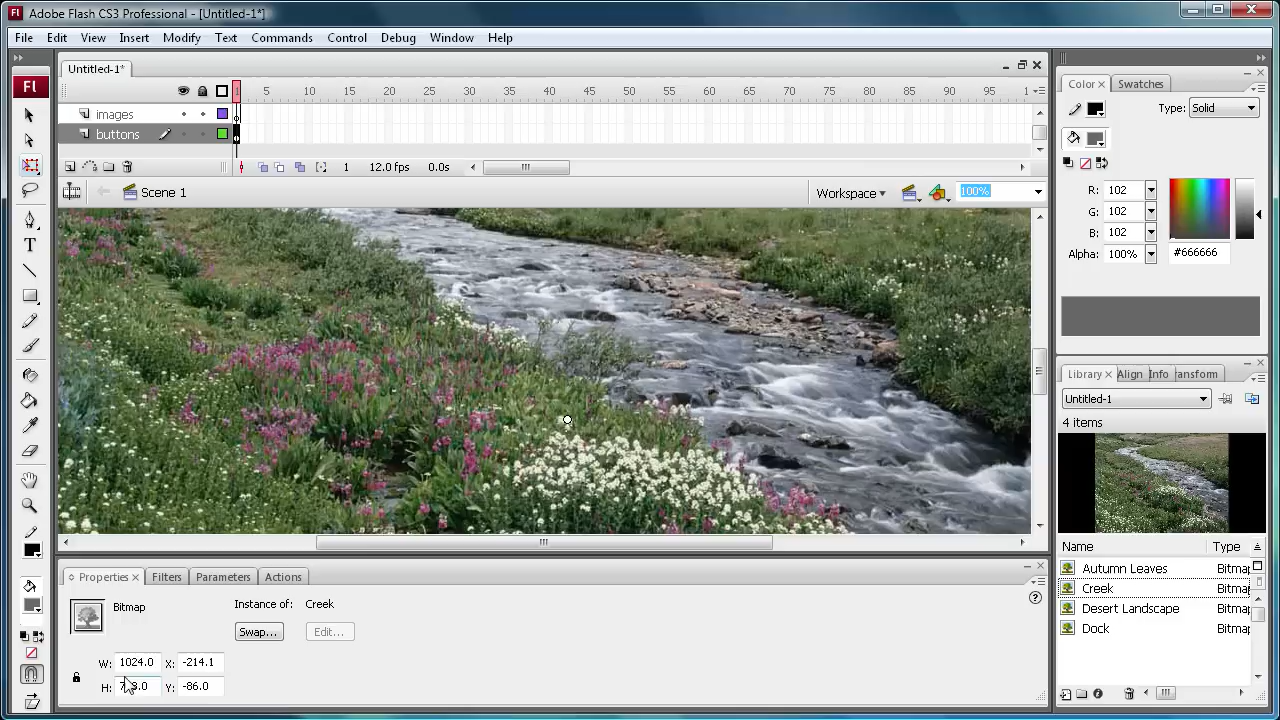 Fl Adobe Flash CS3 Professional - [Untitled-1*]
File Edit View Insert Modify Text Commands Control Debug Window Help
Untitled-1*
Color Swatches
Fl
1 5 10 15 20 25 30 35 40 45 50 55 60 65 70 75 80 85 90 95 1
Type: Solid
images
buttons
1 12.0 fps 0.0s
Scene 1 Workspace 100%
R: 102
G: 102
B: 102
Alpha: 100% #666666
Library Align Info ransform
Untitled-1
4 items
Name Type
Autumn Leaves Bitmap
Creek Bitmap
Desert Landscape Bitmap
Dock Bitmap
Properties Filters Parameters Actions
Bitmap Instance of: Creek
Swap... Edit...
W: 1024.0 X: -214.1
H: Y: -86.0